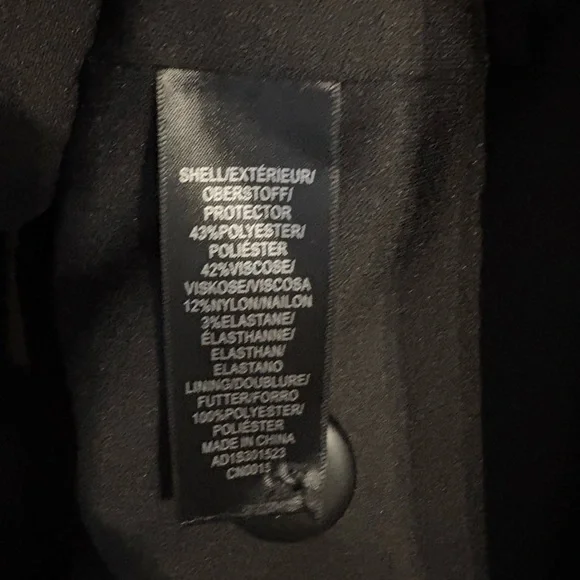 SHELL/EXTÉRIEUR/
OBERSTOFF/
PROTECTOR
43%POLYESTER/
POLIÉSTER
42%VISCOSE/
VISKOSE/VISCOSA
12%NYLON/NAILON
3%ELASTANE/
ÉLASTHANNE/
ELASTHAN/
ELASTANO
LINING/DOUBLURE/
FUTTER/FORRO
100%POLYESTER/
POLIÉSTER
MADE IN CHINA
AD1S301523
CN0015